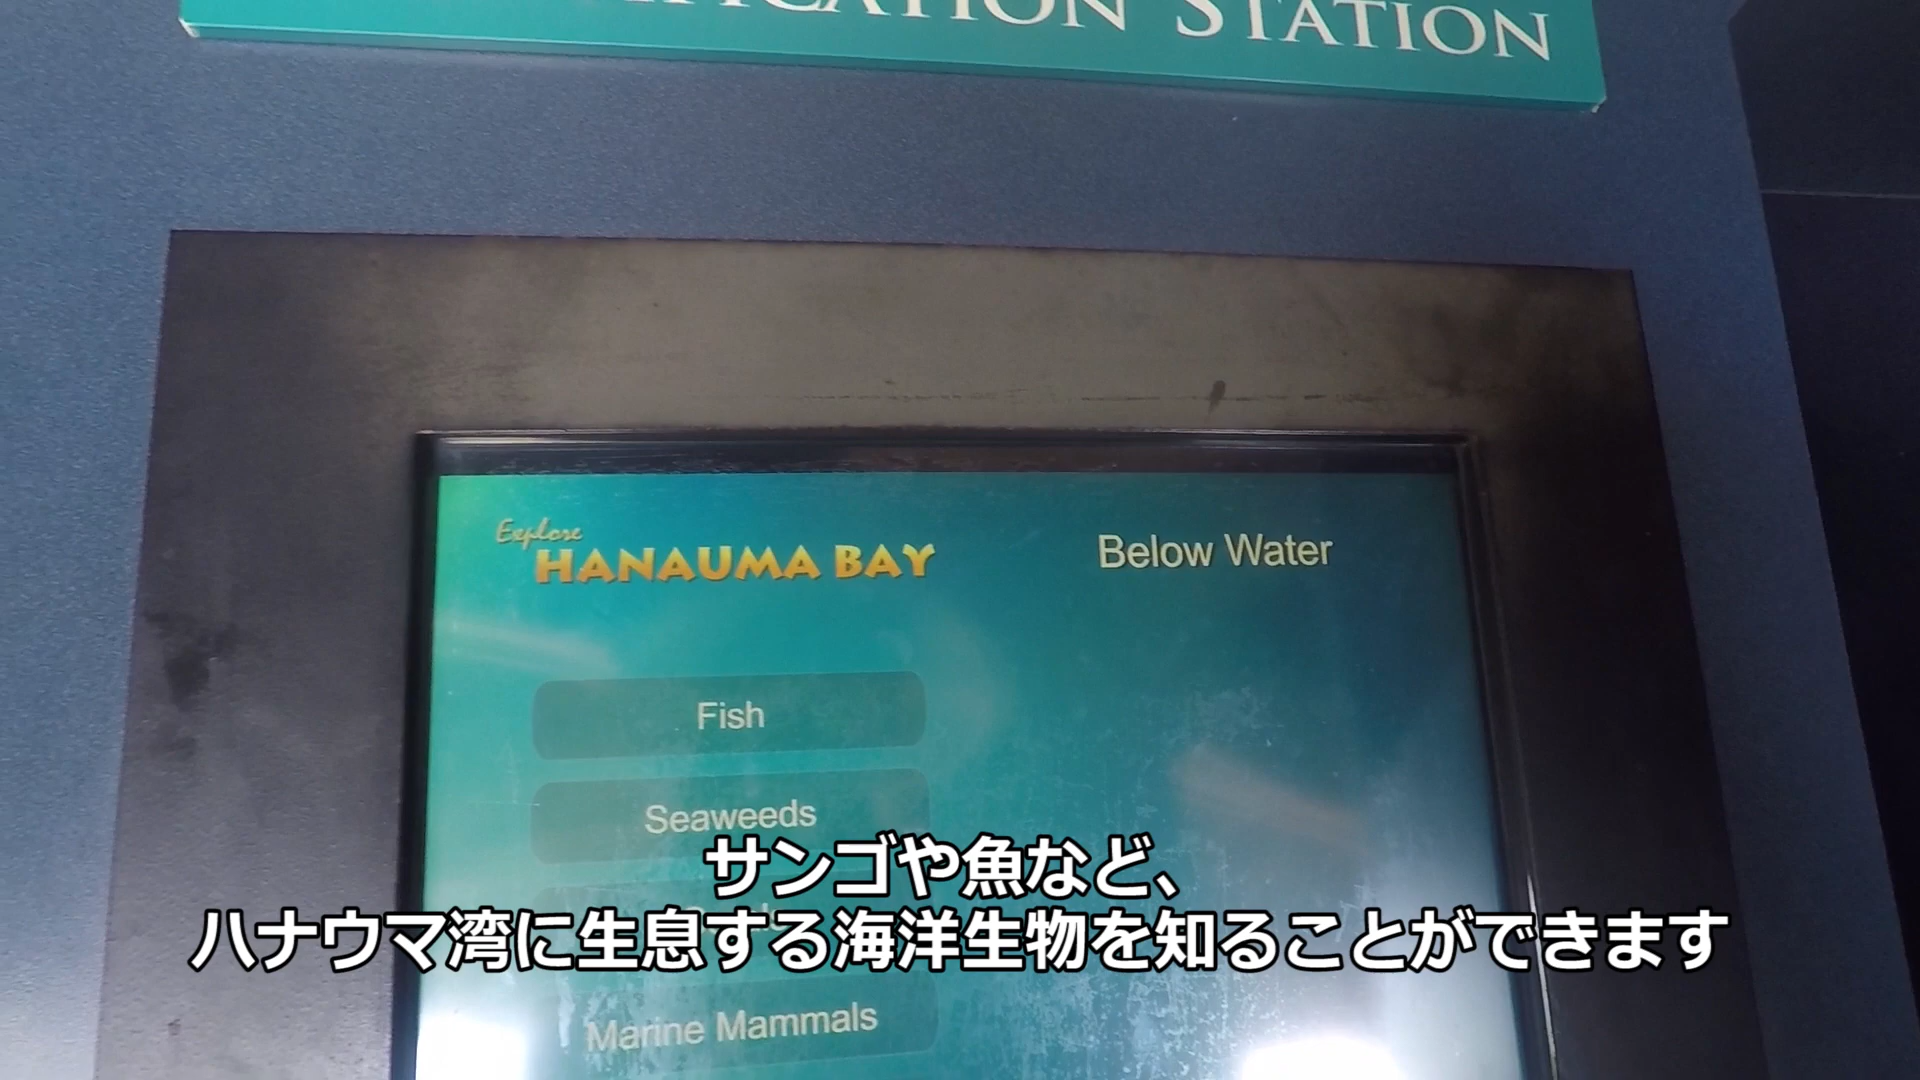 STATION
Explore
HANAUMA BAY
Below Water
Fish
Seaweeds
サンゴや魚など、
ハナウマ湾に生息する海洋生物を知ることができます
Marine Mammals